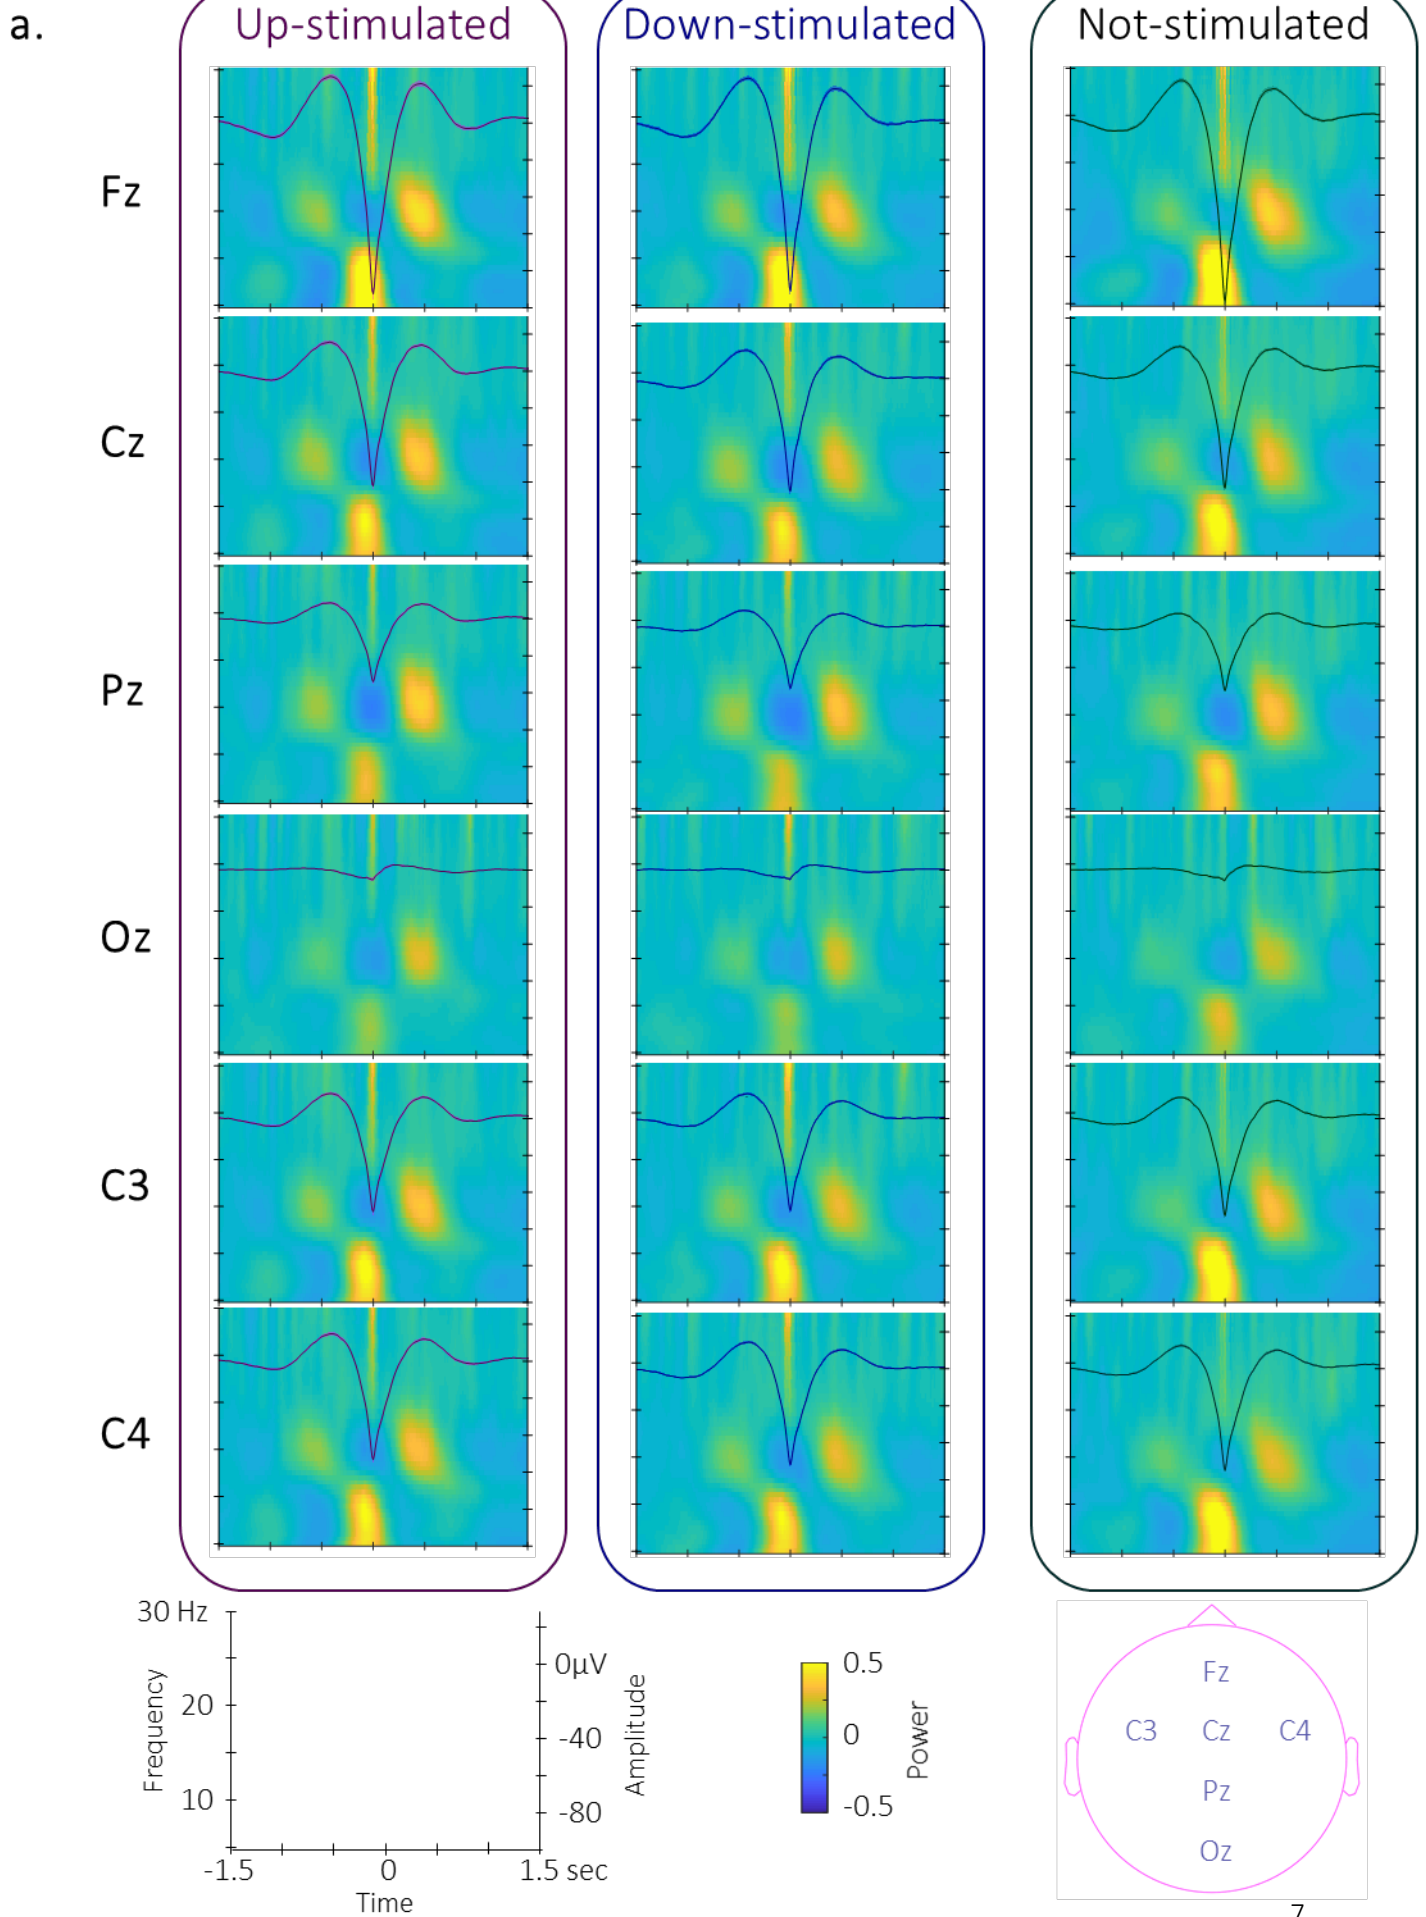 a.
Up-stimulated
Down-stimulated
Not-stimulated
Fz
Cz
Pz
Oz
C3
C4
30 Hz
20
10
Frequency
-1.5
0
1.5 sec
Time
0µV
-40
-80
Amplitude
0.5
0
-0.5
Power
Fz
C3 Cz C4
Pz
Oz
7